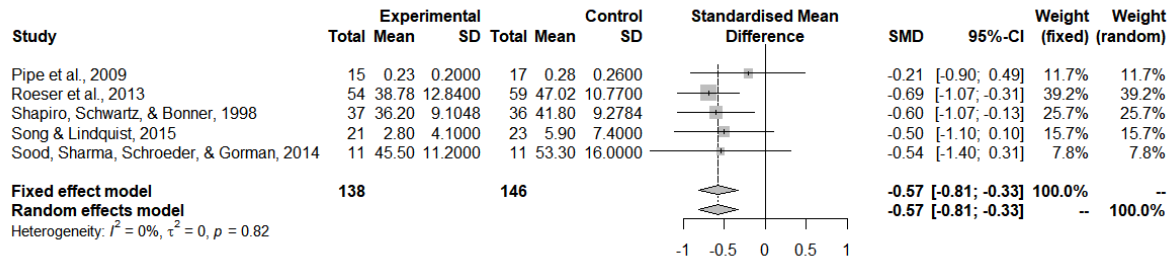 Experimental Control Standardised Mean Weight Weight
Study Total Mean SD Total Mean SD Difference SMD 95%-CI (fixed) (random)
Pipe et al., 2009 15 0.23 0.2000 17 0.28 0.2600 -0.21 [-0.90; 0.49] 11.7% 11.7%
Roeser et al., 2013 54 38.78 12.8400 59 47.02 10.7700 -0.69 [-1.07; -0.31] 39.2% 39.2%
Shapiro, Schwartz, & Bonner, 1998 37 36.20 9.1048 36 41.80 9.2784 -0.60 [-1.07; -0.13] 25.7% 25.7%
Song & Lindquist, 2015 21 2.80 4.1000 23 5.90 7.4000 -0.50 [-1.10; 0.10] 15.7% 15.7%
Sood, Sharma, Schroeder, & Gorman, 2014 11 45.50 11.2000 11 53.30 16.0000 -0.54 [-1.40; 0.31] 7.8% 7.8%
Fixed effect model 138 146 -0.57 [-0.81; -0.33] 100.0% --
Random effects model -0.57 [-0.81; -0.33] -- 100.0%
Heterogeneity: I² = 0%, τ² = 0, p = 0.82
-1 -0.5 0 0.5 1